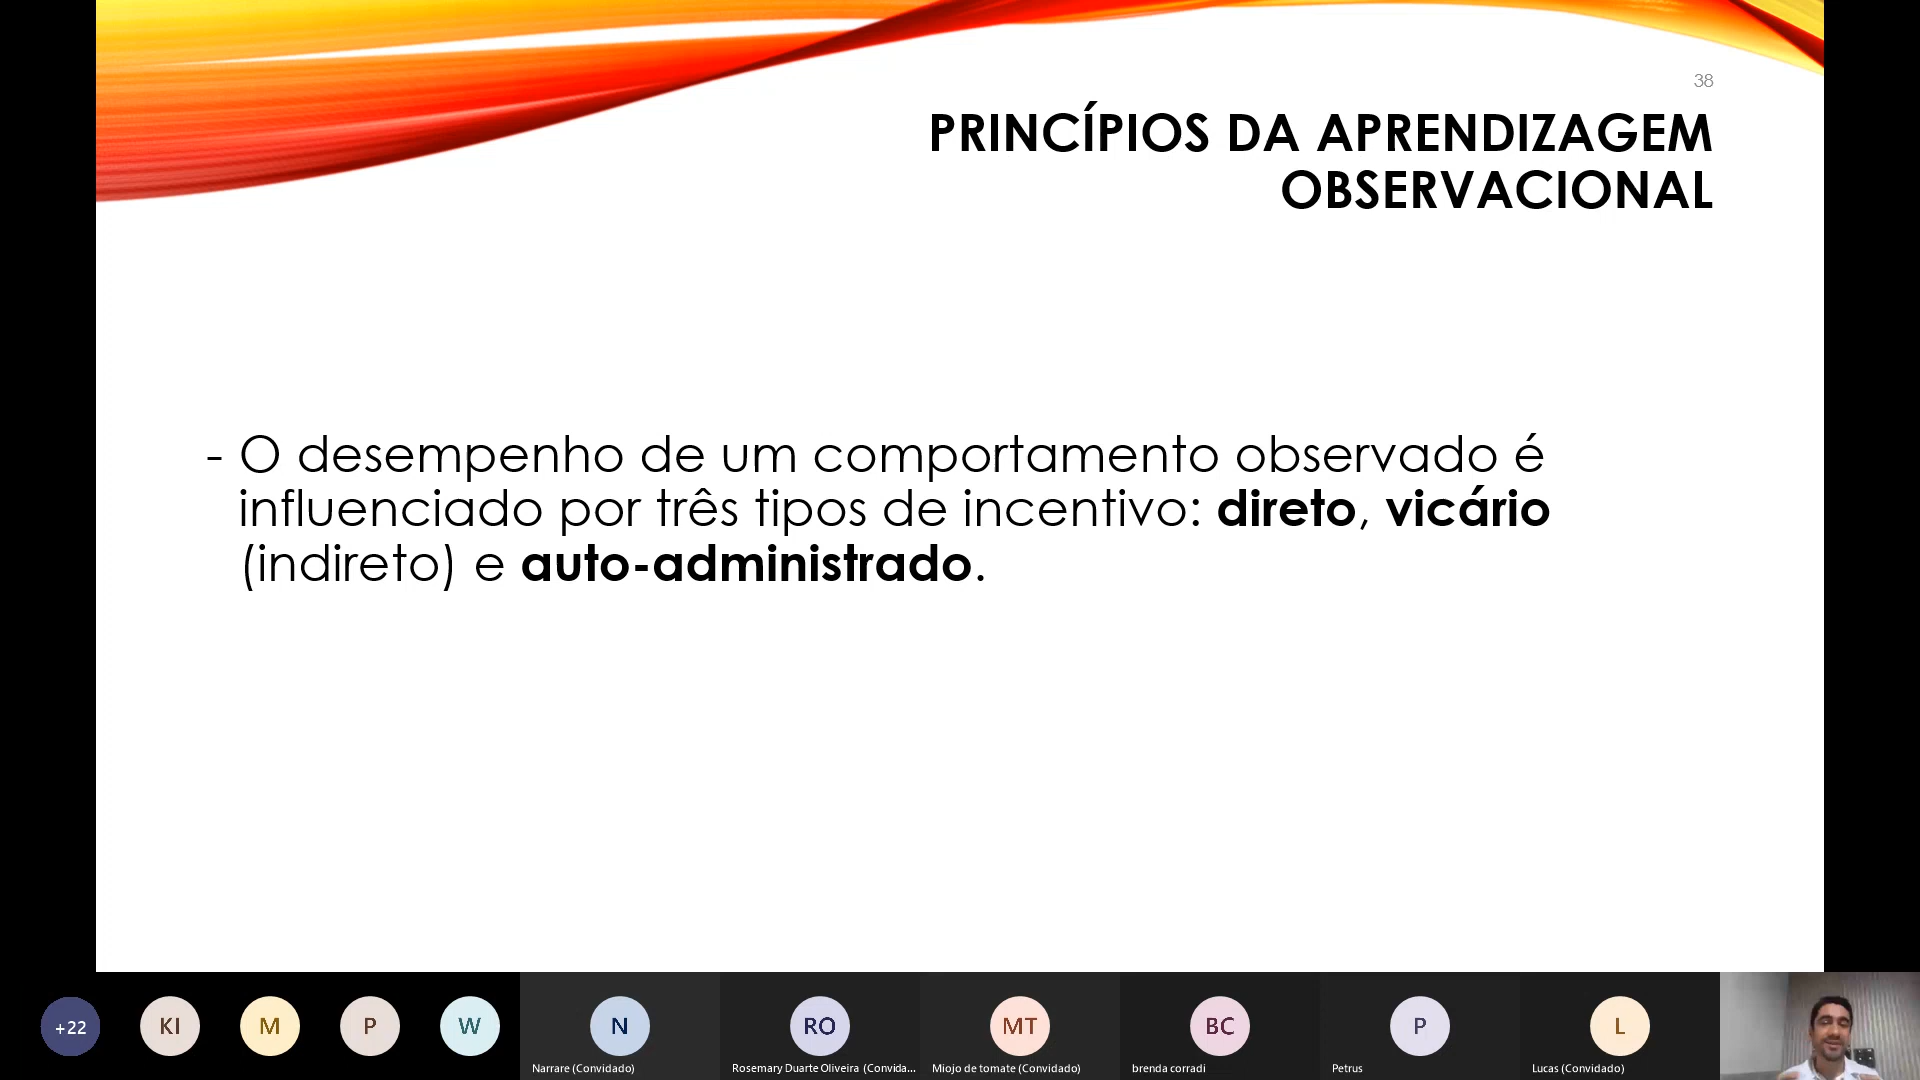 38
PRINCÍPIOS DA APRENDIZAGEM
OBSERVACIONAL
- O desempenho de um comportamento observado é
influenciado por três tipos de incentivo: direto, vicário
(indireto) e auto-administrado.
+22
KI
M
P
W
N
RO
MT
BC
P
L
Narrare (Convidado)
Rosemary Duarte Oliveira (Convida...
Miojo de tomate (Convidado)
brenda corradi
Petrus
Lucas (Convidado)